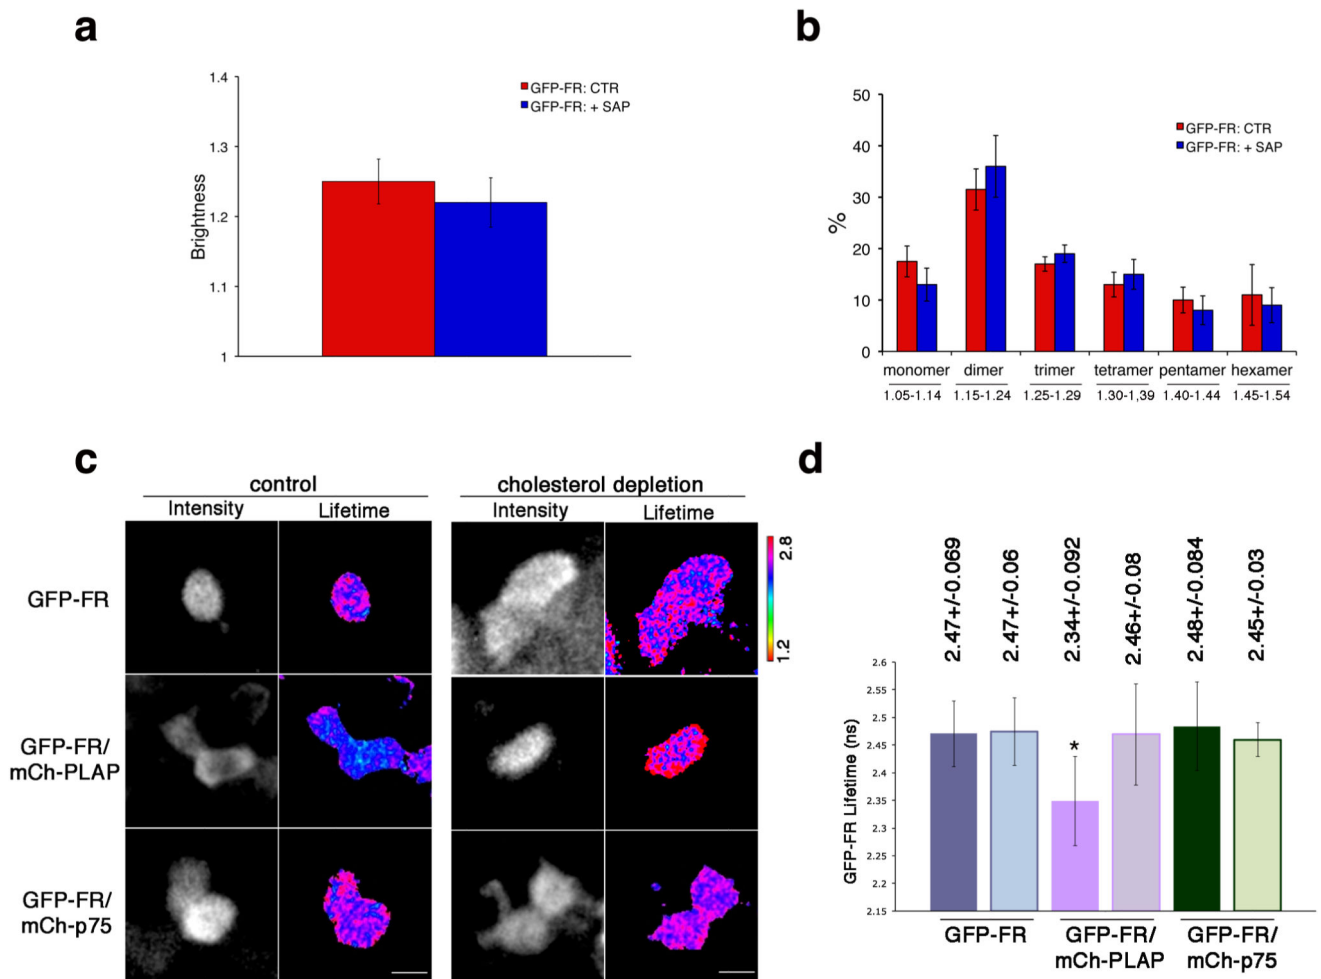 a
1.4
1.3
1.2
1.1
1
Brightness
GFP-FR: CTR
GFP-FR: + SAP
b
50
40
30
20
10
0
%
GFP-FR: CTR
GFP-FR: + SAP
monomer dimer trimer tetramer pentamer hexamer
1.05-1.14 1.15-1.24 1.25-1.29 1.30-1,39 1.40-1.44 1.45-1.54
c
control cholesterol depletion
Intensity Lifetime Intensity Lifetime
GFP-FR
GFP-FR/
mCh-PLAP
GFP-FR/
mCh-p75
2.8
1.2
d
2.47+/-0.069
2.47+/-0.06
2.34+/-0.092
2.46+/-0.08
2.48+/-0.084
2.45+/-0.03
2.6
2.55
2.5
2.45
2.4
2.35
2.3
2.25
2.2
2.15
GFP-FR Lifetime (ns)
*
GFP-FR GFP-FR/ GFP-FR/
mCh-PLAP mCh-p75